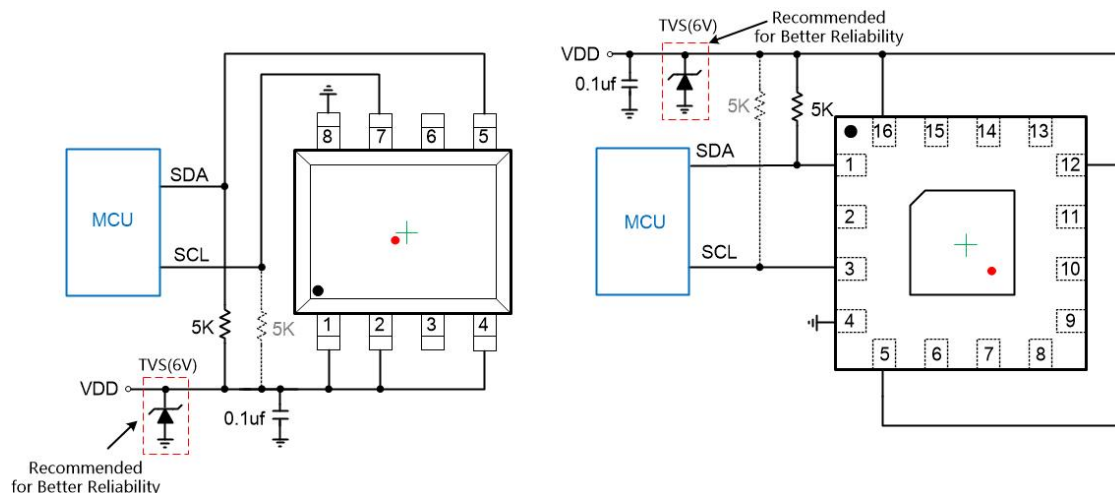 8
7
6
5
SDA
MCU
SCL
5K
5K
1
2
3
4
TVS(6V)
VDD
0.1uf
Recommended
for Better Reliability
TVS(6V)
Recommended
for Better Reliability
VDD
0.1uf
5K
5K
16
15
14
13
SDA
1
12
MCU
2
11
SCL
3
10
4
9
5
6
7
8